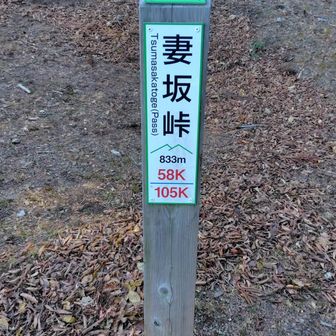 妻坂峠
Tsumasakatoge(Pass)
833m
58K
105K